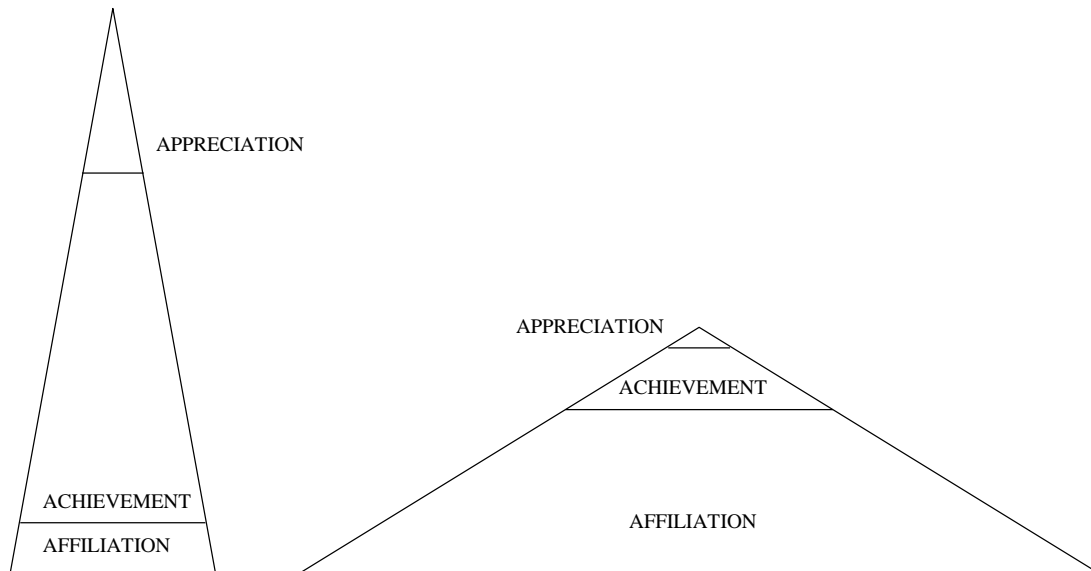 APPRECIATION
ACHIEVEMENT
AFFILIATION
APPRECIATION
ACHIEVEMENT
AFFILIATION